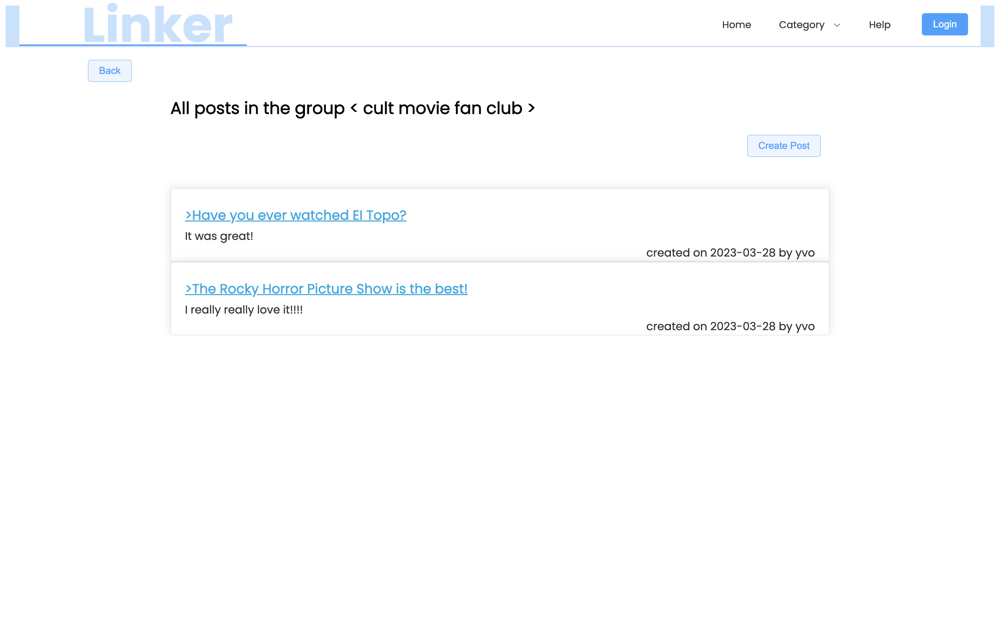 Linker
Home Category Help Login
Back
All posts in the group < cult movie fan club >
Create Post
>Have you ever watched El Topo?
It was great!
created on 2023-03-28 by yvo
>The Rocky Horror Picture Show is the best!
I really really love it!!!!
created on 2023-03-28 by yvo